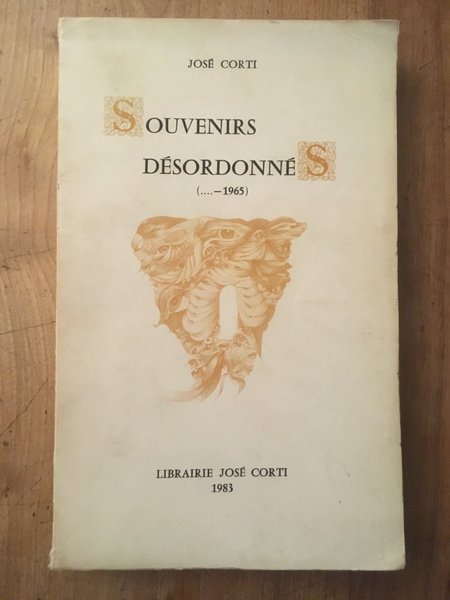 JOSÉ CORTI
SOUVENIRS
DÉSORDONNÉS
(....—1965)
LIBRAIRIE JOSÉ CORTI
1983